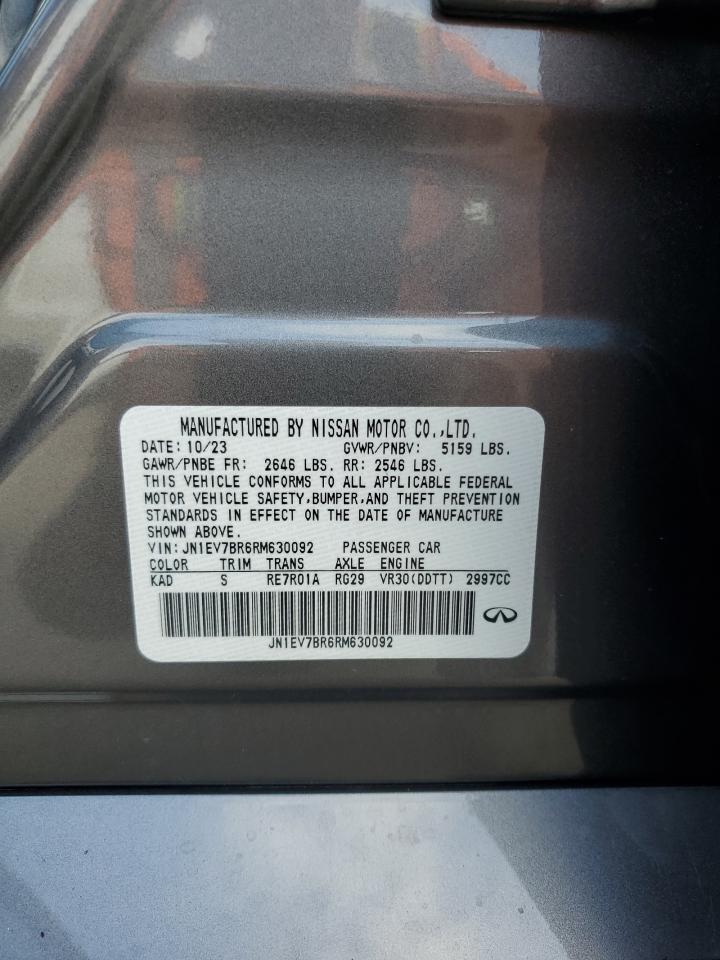 MANUFACTURED BY NISSAN MOTOR CO.,LTD.
DATE: 10/23 GVWR/PNBV: 5159 LBS.
GAWR/PNBE FR: 2646 LBS. RR: 2546 LBS.
THIS VEHICLE CONFORMS TO ALL APPLICABLE FEDERAL
MOTOR VEHICLE SAFETY,BUMPER,AND THEFT PREVENTION
STANDARDS IN EFFECT ON THE DATE OF MANUFACTURE
SHOWN ABOVE.
VIN:JN1EV7BR6RM630092 PASSENGER CAR
COLOR TRIM TRANS AXLE ENGINE
KAD S RE7R01A RG29 VR30(DDTT) 2997CC
JN1EV7BR6RM630092